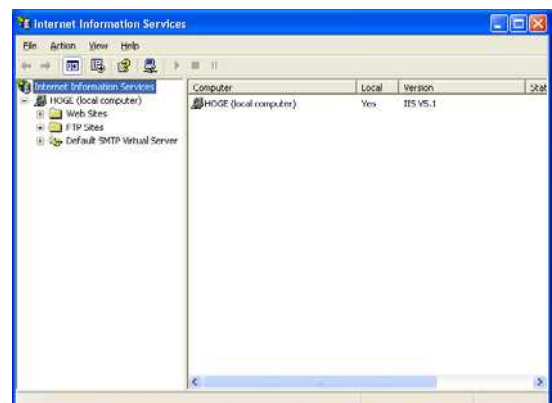 Internet Information Services
File Action View Help
Internet Information Services
HOGE (local computer)
Web Sites
FTP Sites
Default SMTP Virtual Server
Computer Local Version Stat
HOGE (local computer) Yes IIS V5.1